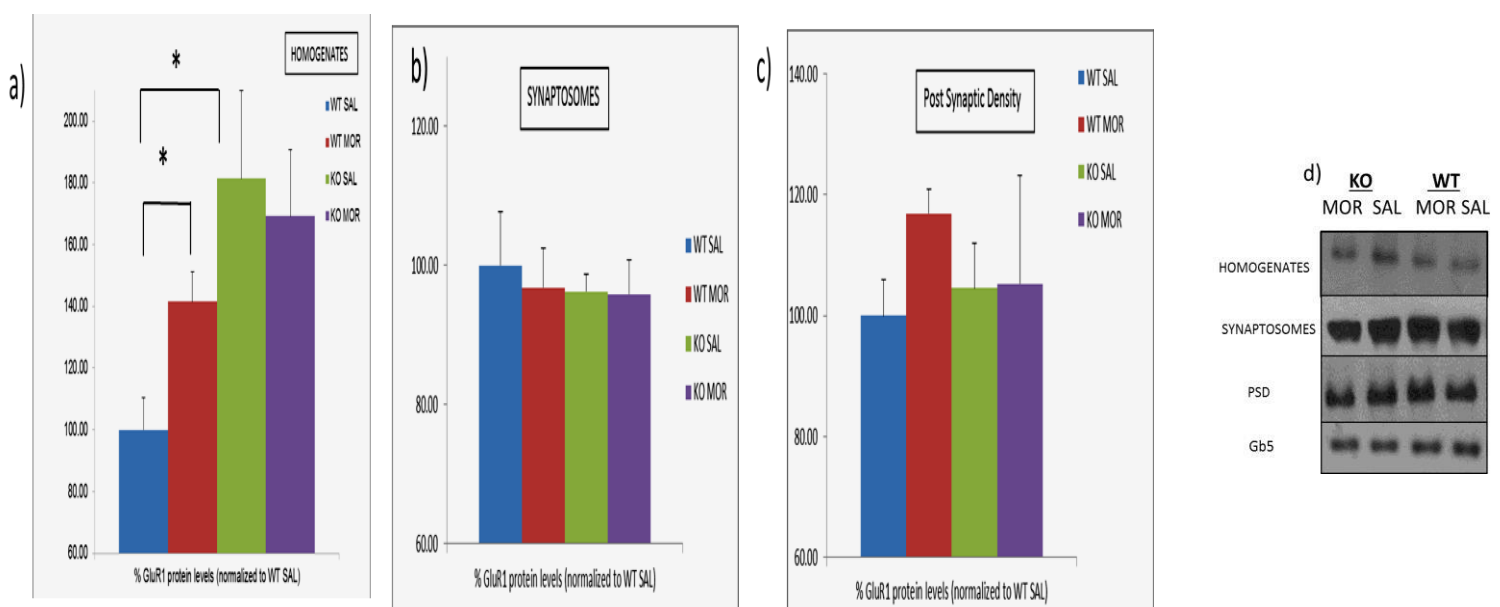 a)
HOMOGENATES
*
*
200.00
180.00
160.00
140.00
120.00
100.00
80.00
60.00
WT SAL
WT MOR
KO SAL
KO MOR
% GluR1 protein levels (normalized to WT SAL)
b)
SYNAPTOSOMES
120.00
100.00
80.00
60.00
WT SAL
WT MOR
KO SAL
KO MOR
% GluR1 protein levels (normalized to WT SAL)
c)
Post Synaptic Density
140.00
120.00
100.00
80.00
60.00
WT SAL
WT MOR
KO SAL
KO MOR
% GluR1 protein levels (normalized to WT SAL)
d)
KO WT
MOR SAL MOR SAL
HOMOGENATES
SYNAPTOSOMES
PSD
Gb5